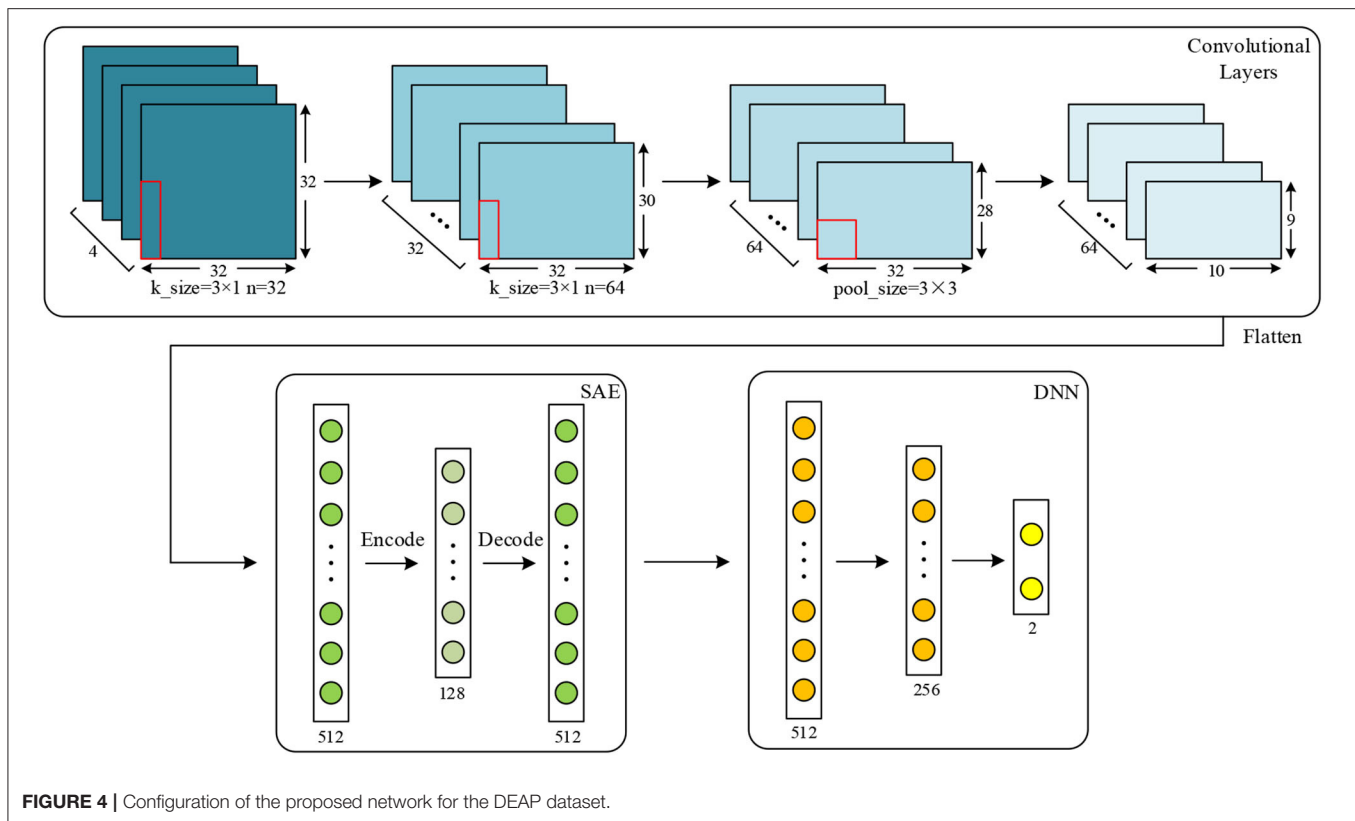 Convolutional
Layers
32
30
28
9
4
32
64
64
32
32
32
10
k_size=3×1 n=32
k_size=3×1 n=64
pool_size=3×3
Flatten
SAE
DNN
Encode
Decode
128
512
512
2
256
512
FIGURE 4 | Configuration of the proposed network for the DEAP dataset.